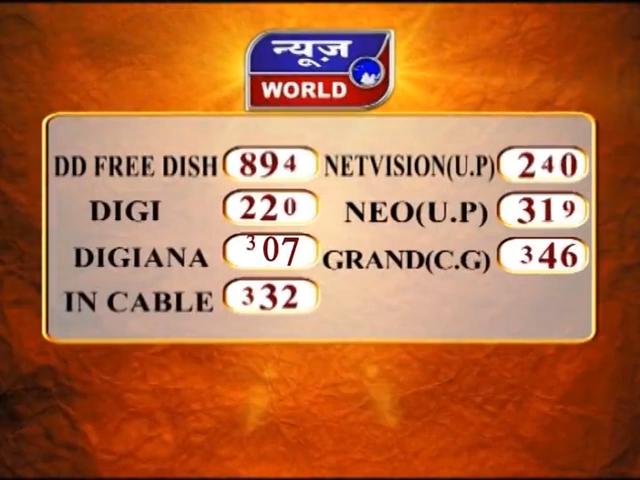 न्यूज़
WORLD
DD FREE DISH 894 NETVISION(U.P) 240
DIGI 220 NEO(U.P) 319
DIGIANA 307 GRAND(C.G) 346
IN CABLE 332